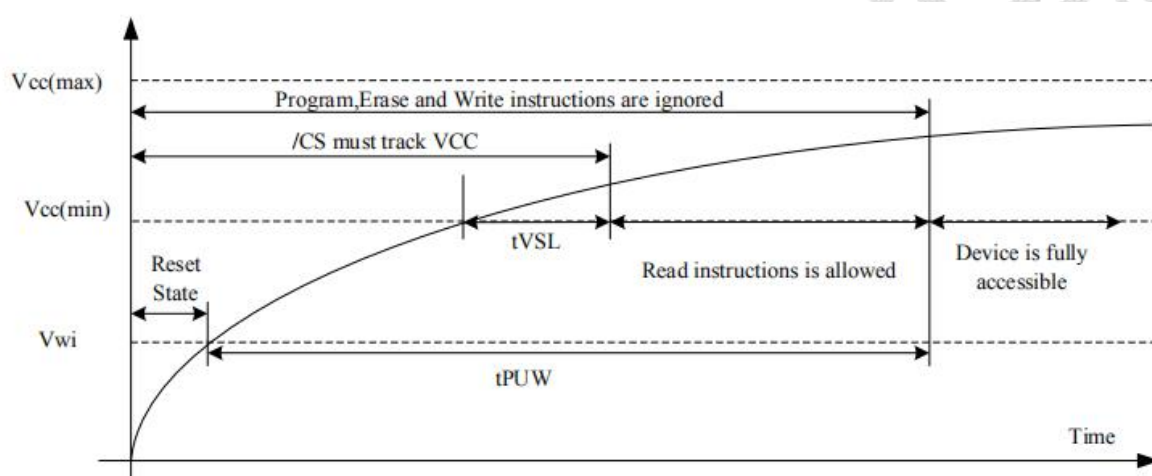 Vcc(max)
Program,Erase and Write instructions are ignored
/CS must track VCC
Vcc(min)
tVSL
Reset
State
Read instructions is allowed
Device is fully
accessible
Vwi
tPUW
Time